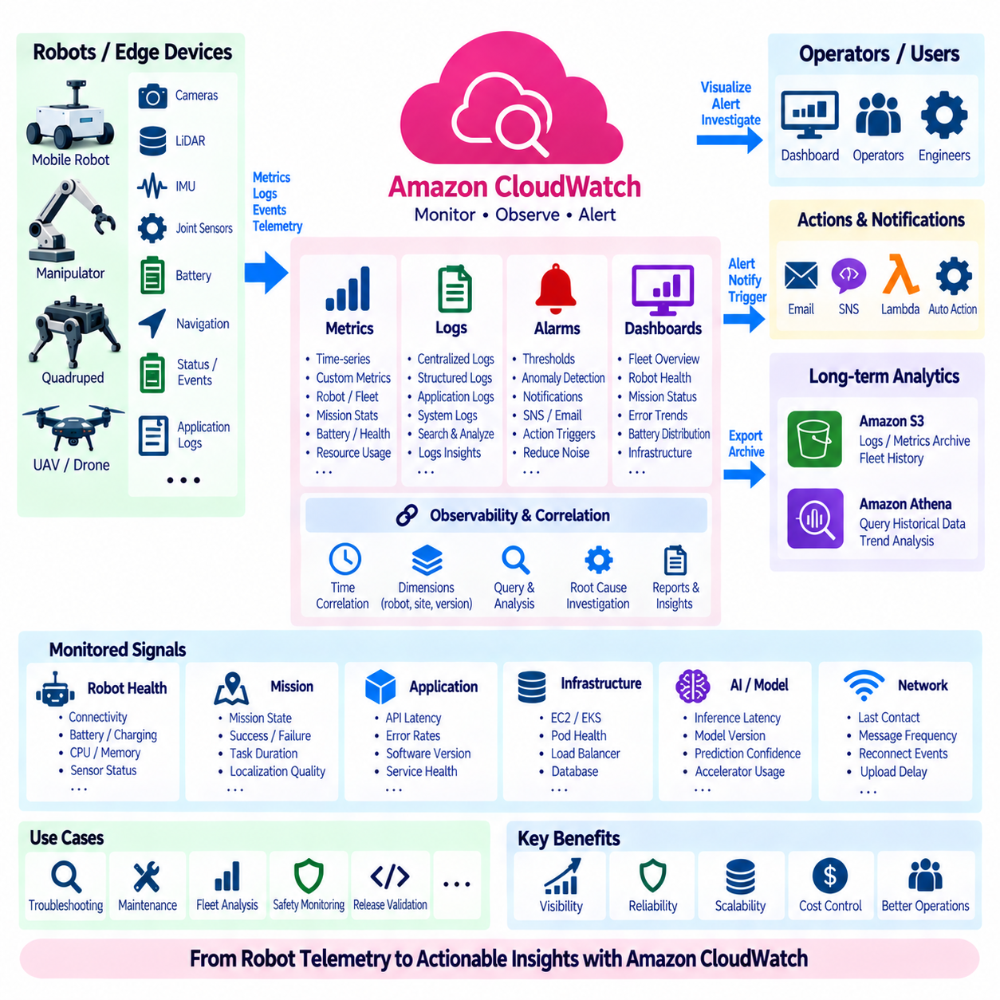 Robots / Edge Devices
Mobile Robot
Manipulator
Quadruped
UAV / Drone
Cameras
LiDAR
IMU
Joint Sensors
Battery
Navigation
Status /
Events
Application
Logs
...
Metrics
Logs
Events
Telemetry
Amazon CloudWatch
Monitor • Observe • Alert
Metrics
• Time-series
• Custom Metrics
• Robot / Fleet
• Mission Stats
• Battery / Health
• Resource Usage
...
Logs
• Centralized Logs
• Structured Logs
• Application Logs
• System Logs
• Search & Analyze
• Logs Insights
...
Alarms
• Thresholds
• Anomaly Detection
• Notifications
• SNS / Email
• Action Triggers
• Reduce Noise
...
Dashboards
• Fleet Overview
• Robot Health
• Mission Status
• Error Trends
• Battery Distribution
• Infrastructure
...
Observability & Correlation
Time
Correlation
Dimensions
(robot, site, version)
Query &
Analysis
Root Cause
Investigation
Reports &
Insights
Visualize
Alert
Investigate
Operators / Users
Dashboard
Operators
Engineers
Alert
Notify
Trigger
Actions & Notifications
Email
SNS
Lambda
Auto Action
Export
Archive
Long-term Analytics
Amazon S3
Logs / Metrics Archive
Fleet History
Amazon Athena
Query Historical Data
Trend Analysis
Monitored Signals
Robot Health
• Connectivity
• Battery / Charging
• CPU / Memory
• Sensor Status
...
Mission
• Mission State
• Success / Failure
• Task Duration
• Localization Quality
...
Application
• API Latency
• Error Rates
• Software Version
• Service Health
...
Infrastructure
• EC2 / EKS
• Pod Health
• Load Balancer
• Database
...
AI / Model
• Inference Latency
• Model Version
• Prediction Confidence
• Accelerator Usage
...
Network
• Last Contact
• Message Frequency
• Reconnect Events
• Upload Delay
...
Use Cases
Troubleshooting
Maintenance
Fleet Analysis
Safety Monitoring
Release Validation
...
Key Benefits
Visibility
Reliability
Scalability
Cost Control
Better Operations
From Robot Telemetry to Actionable Insights with Amazon CloudWatch